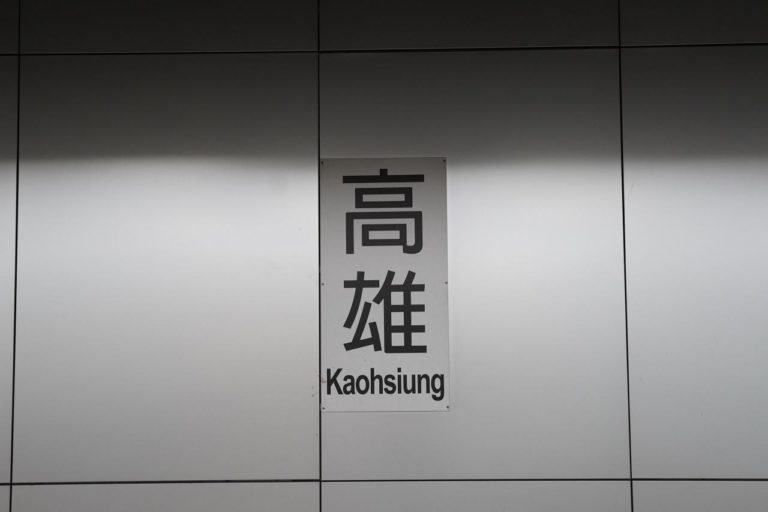 高雄
Kaohsiung